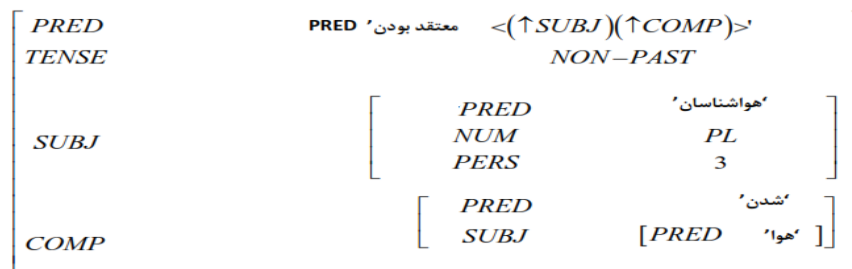 PRED PRED ’معتقد بودن <(↑SUBJ)(↑COMP)>'
TENSE NON–PAST
PRED ’هواشناسان‘
SUBJ NUM PL
PERS 3
PRED ’شدن‘
COMP SUBJ [PRED ’هوا‘]